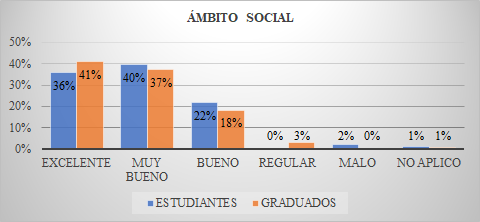 ÁMBITO SOCIAL
50%
40%
30%
20%
10%
0%
36% 41% 40% 37% 22% 18% 0% 3% 2% 0% 1% 1%
EXCELENTE MUY BUENO BUENO REGULAR MALO NO APLICO
ESTUDIANTES GRADUADOS